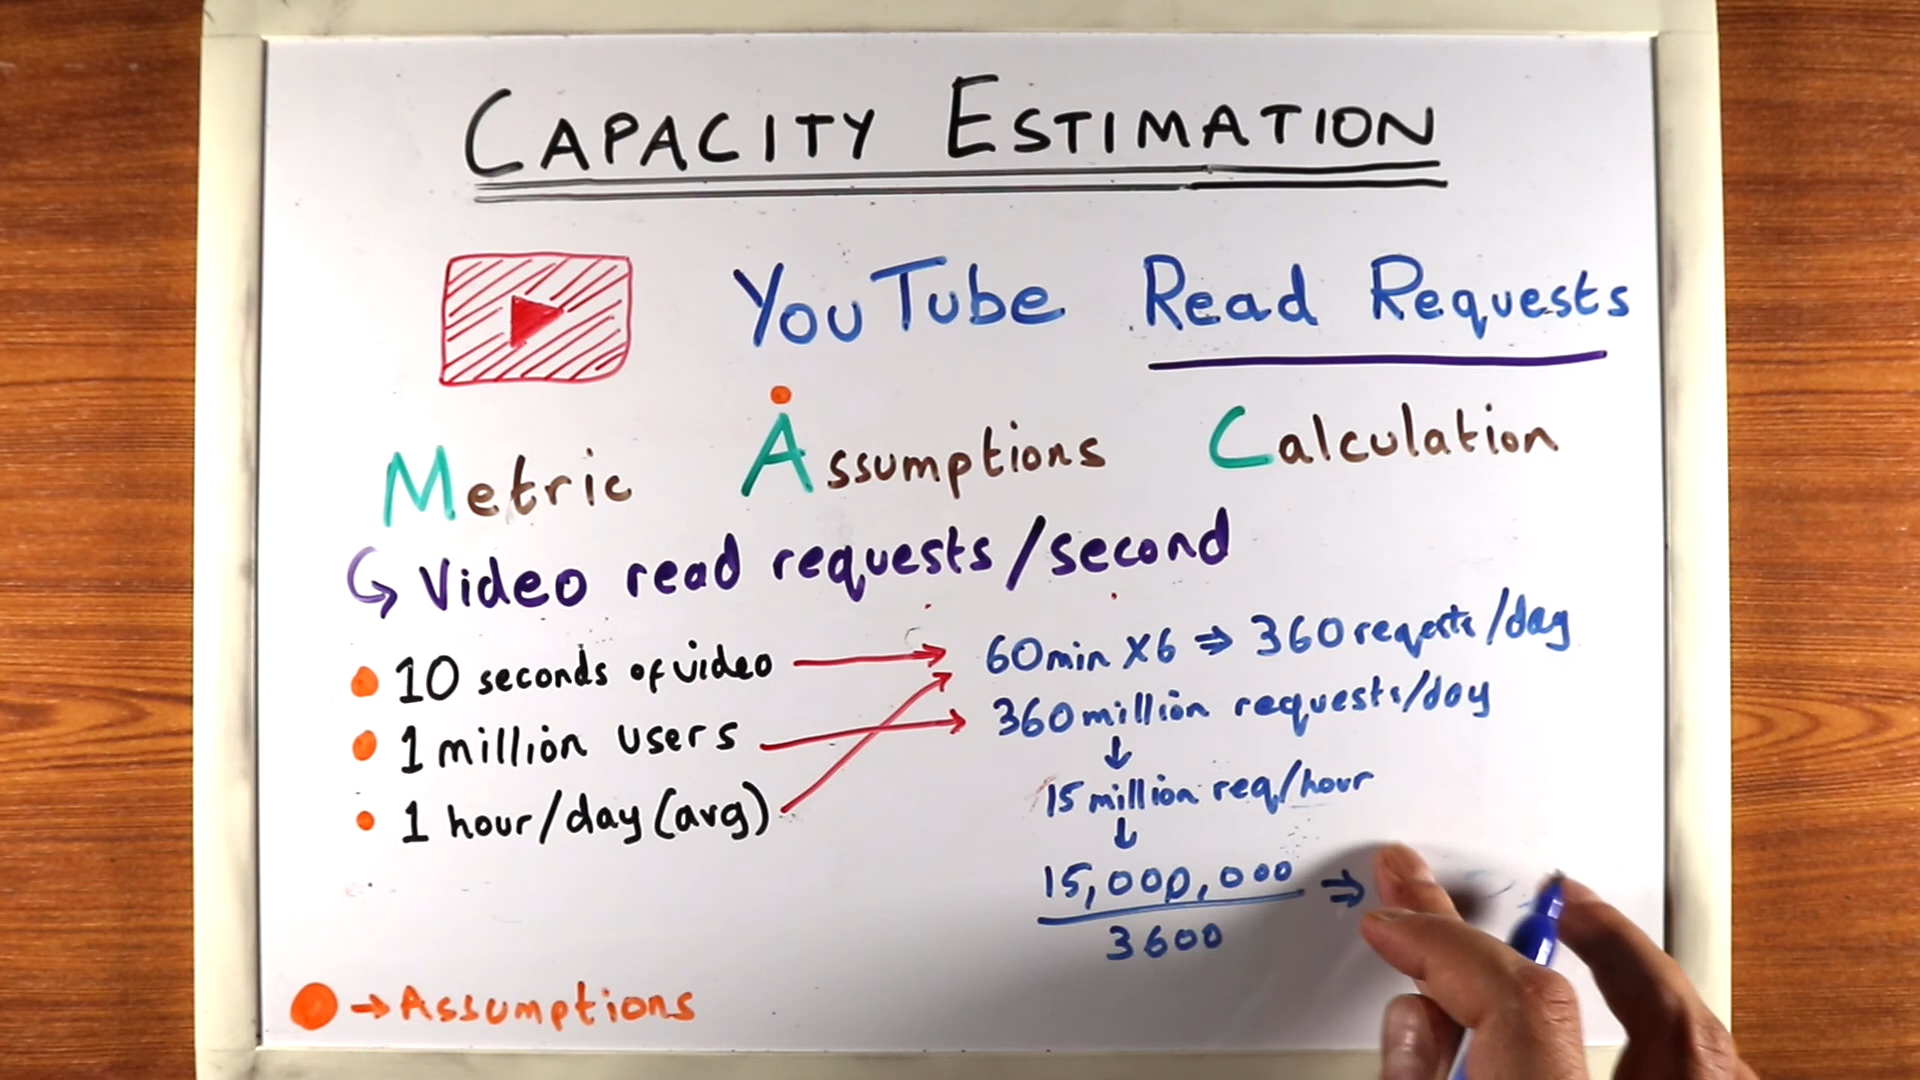 CAPACITY ESTIMATION
YouTube Read Requests
Metric Assumptions Calculation
↳ Video read requests/second
10 seconds of video → 60min X6 ⇒ 360 requests/day
1 million users → 360 million requests/day
↓
1 hour/day (avg) → 15 million req/hour
↓
15,000,000 ⇒
3600
→ Assumptions